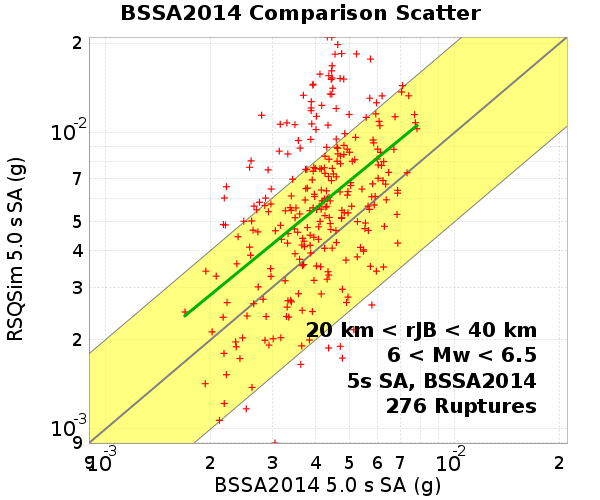 BSSA2014 Comparison Scatter
RSQSim 5.0 s SA (g)
2
10-2
7
5
4
3
2
10-3
9
20 km < rJB < 40 km
6 < Mw < 6.5
5s SA, BSSA2014
276 Ruptures
9 10-3 2 3 4 5 6 7 10-2 2
BSSA2014 5.0 s SA (g)